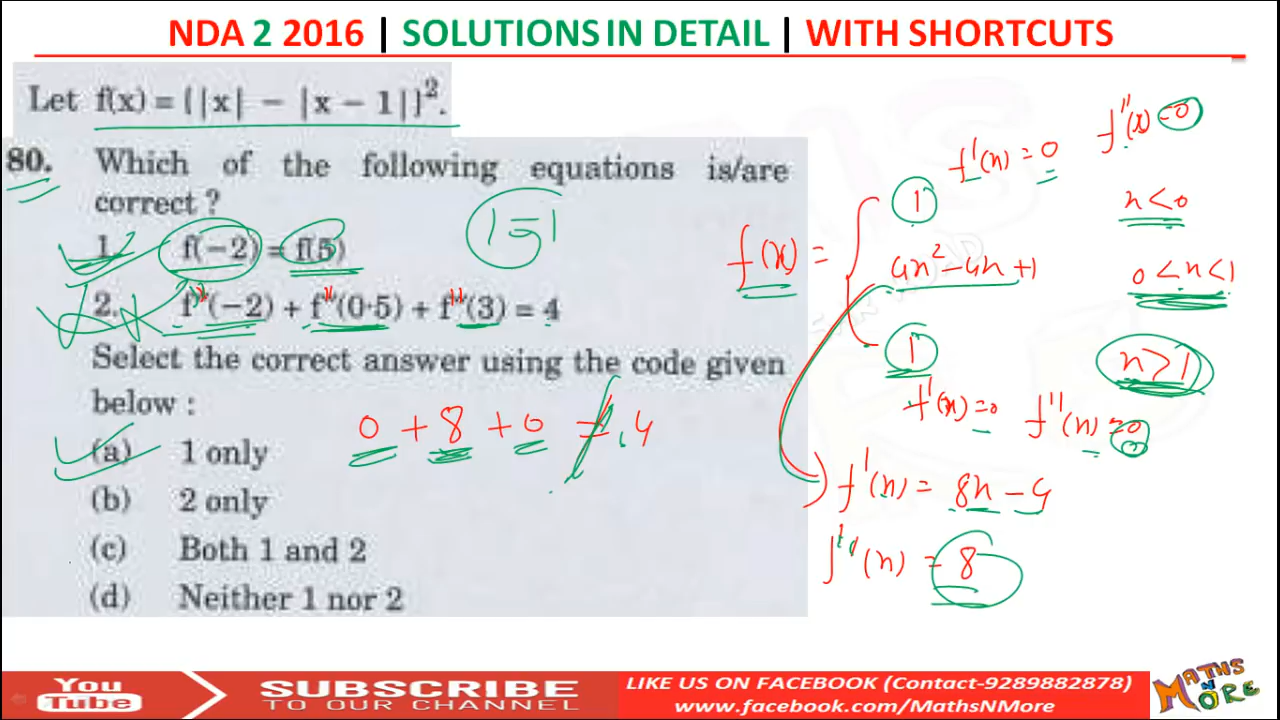 NDA 2 2016 | SOLUTIONS IN DETAIL | WITH SHORTCUTS
Let f(x) = (|x| − |x − 1|)².
80. Which of the following equations is/are
correct ?
1. f(−2) = f(5)
2. f''(−2) + f''(0·5) + f''(3) = 4
Select the correct answer using the code given
below :
(a) 1 only
(b) 2 only
(c) Both 1 and 2
(d) Neither 1 nor 2
1=1
0 + 8 + 0 ≠ 4
f'(x) = 0 f''(x) = 0
f(x) =
1 x<0
4x² − 4x + 1 0<x<1
1 x>1
f'(x) = 0 f''(x) = 0
f'(x) = 8x − 4
f''(x) = 8
You
Tube
SUBSCRIBE
TO OUR CHANNEL
LIKE US ON FACEBOOK (Contact-9289882878)
www.facebook.com/MathsNMore
MATHS
N
MORE